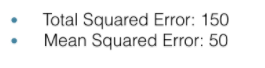 • Total Squared Error: 150
• Mean Squared Error: 50